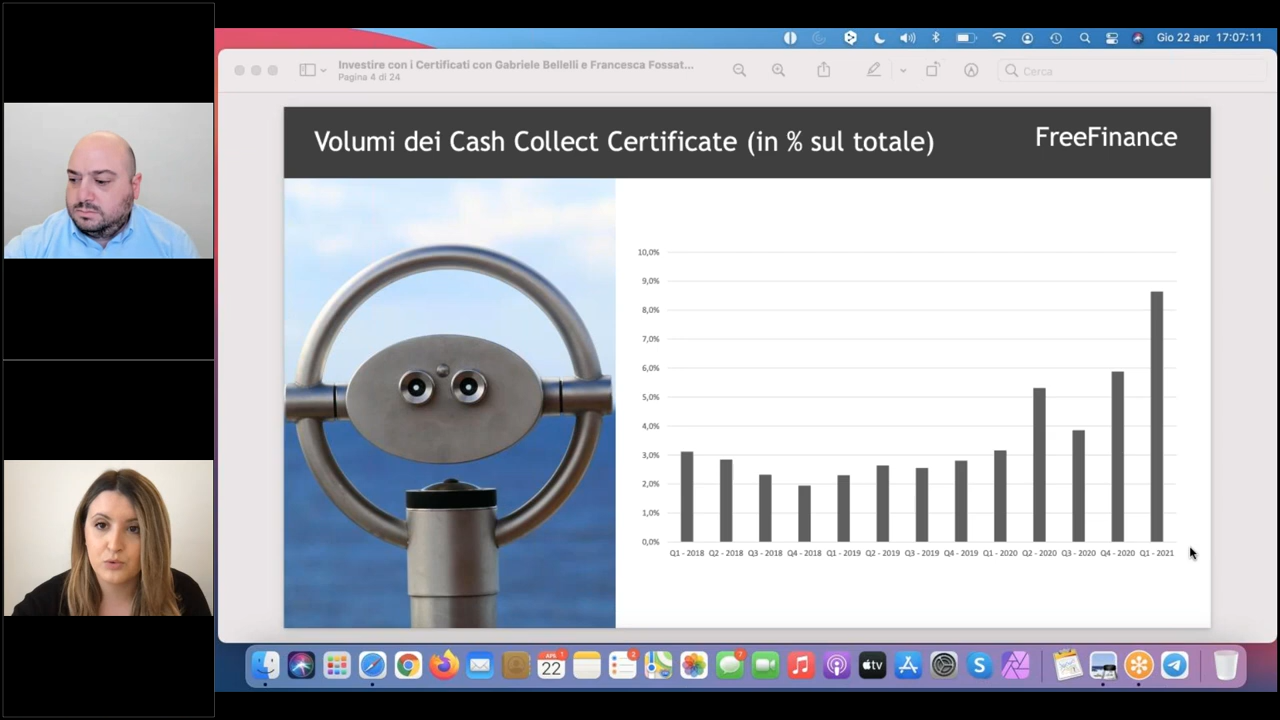 Gio 22 apr 17:07:11
Investire con i Certificati con Gabriele Bellelli e Francesca Fossat...
Pagina 4 di 24
Cerca
Volumi dei Cash Collect Certificate (in % sul totale)
FreeFinance
10,0%
9,0%
8,0%
7,0%
6,0%
5,0%
4,0%
3,0%
2,0%
1,0%
0,0%
Q1 - 2018 Q2 - 2018 Q3 - 2018 Q4 - 2018 Q1 - 2019 Q2 - 2019 Q3 - 2019 Q4 - 2019 Q1 - 2020 Q2 - 2020 Q3 - 2020 Q4 - 2020 Q1 - 2021
APR 1
22
2
7
tv